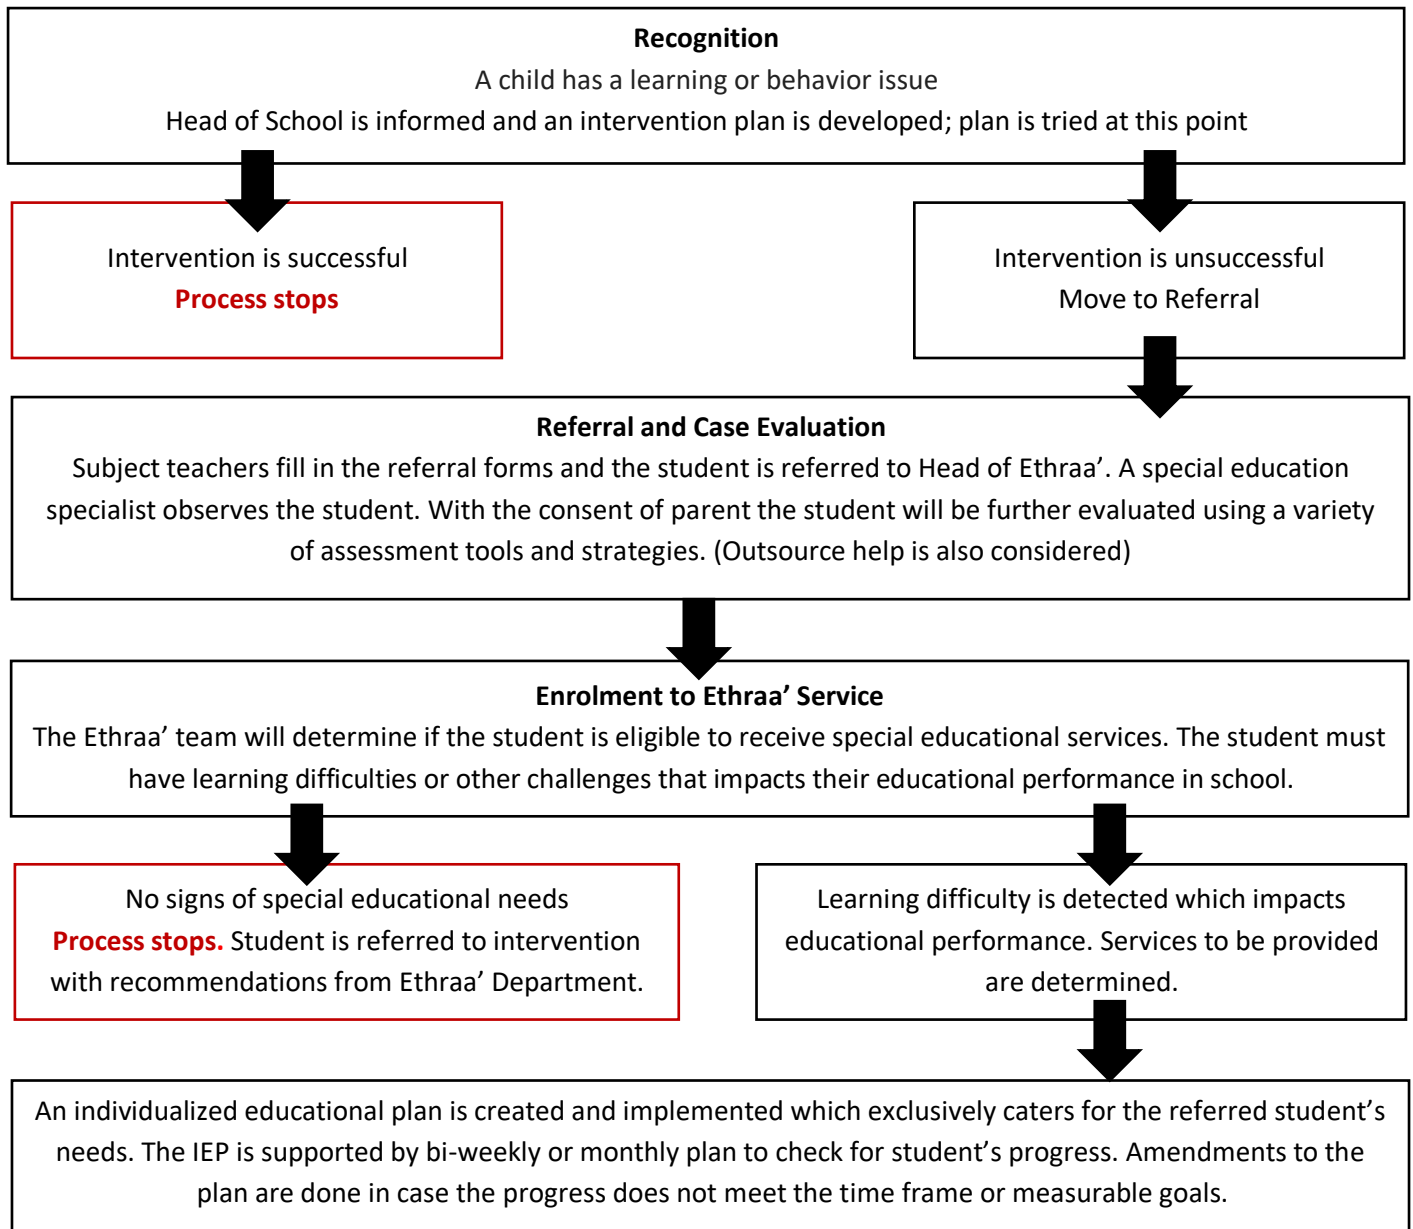 Recognition
A child has a learning or behavior issue
Head of School is informed and an intervention plan is developed; plan is tried at this point
Intervention is successful
Process stops
Intervention is unsuccessful
Move to Referral
Referral and Case Evaluation
Subject teachers fill in the referral forms and the student is referred to Head of Ethraa’. A special education
specialist observes the student. With the consent of parent the student will be further evaluated using a variety
of assessment tools and strategies. (Outsource help is also considered)
Enrolment to Ethraa’ Service
The Ethraa’ team will determine if the student is eligible to receive special educational services. The student must
have learning difficulties or other challenges that impacts their educational performance in school.
No signs of special educational needs
Process stops. Student is referred to intervention
with recommendations from Ethraa’ Department.
Learning difficulty is detected which impacts
educational performance. Services to be provided
are determined.
An individualized educational plan is created and implemented which exclusively caters for the referred student’s
needs. The IEP is supported by bi-weekly or monthly plan to check for student’s progress. Amendments to the
plan are done in case the progress does not meet the time frame or measurable goals.